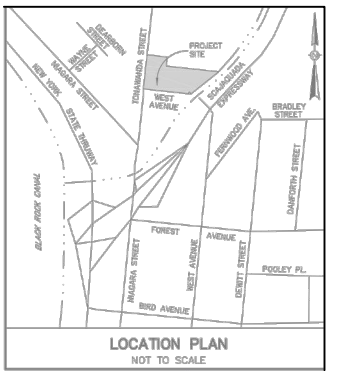 DEARBORN
STREET
WAYNE
STREET
NIAGARA STREET
NEW YORK
STATE THRUWAY
BLACK ROCK CANAL
TONAWANDA STREET
PROJECT
SITE
WEST
AVENUE
SCAJAQUADA
EXPRESSWAY
FERNWOOD AVE.
BRADLEY
STREET
DANFORTH STREET
FOREST AVENUE
NIAGARA STREET
WEST AVENUE
DEWITT STREET
POOLEY PL.
BIRD AVENUE
LOCATION PLAN
NOT TO SCALE